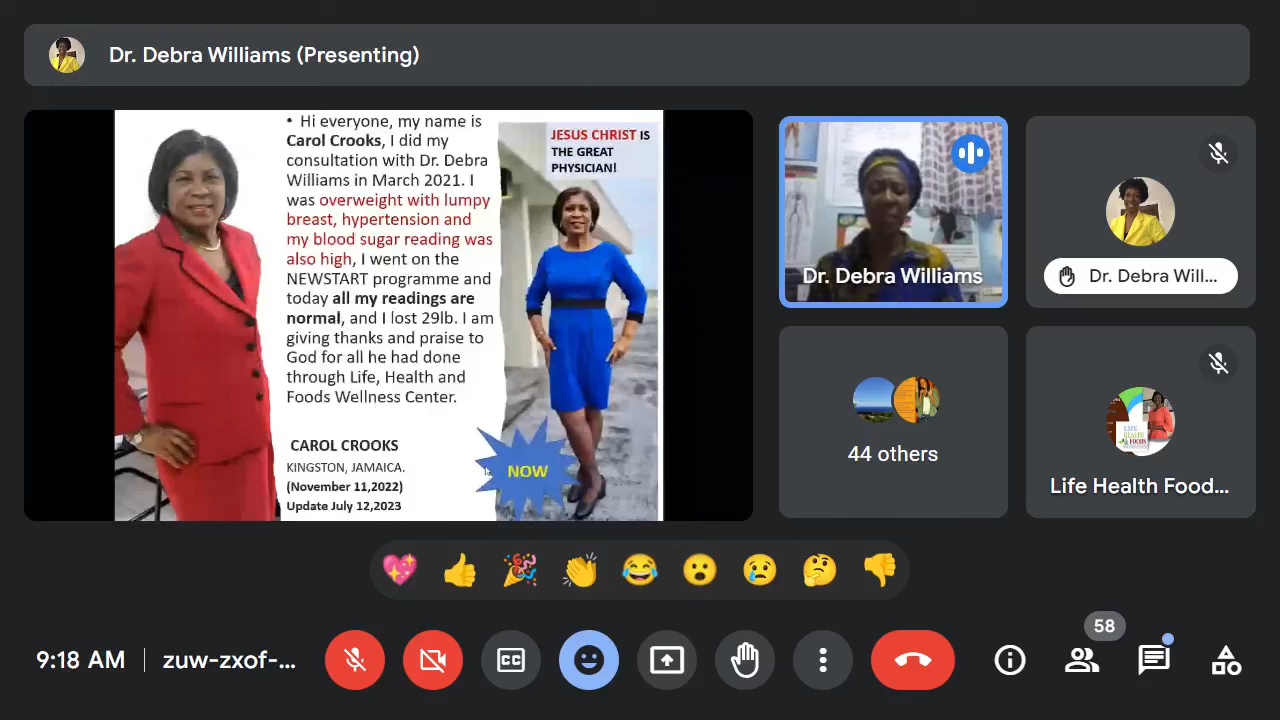 Dr. Debra Williams (Presenting)
• Hi everyone, my name is
Carol Crooks, I did my
consultation with Dr. Debra
Williams in March 2021. I
was overweight with lumpy
breast, hypertension and
my blood sugar reading was
also high, I went on the
NEWSTART programme and
today all my readings are
normal, and I lost 29lb. I am
giving thanks and praise to
God for all he had done
through Life, Health and
Foods Wellness Center.
CAROL CROOKS
KINGSTON, JAMAICA.
(November 11,2022)
Update July 12,2023
JESUS CHRIST IS
THE GREAT
PHYSICIAN!
NOW
Dr. Debra Williams
Dr. Debra Will...
44 others
LIFE
HEALTH
& FOODS
Life Health Food...
9:18 AM
zuw-zxof-...
CC
58